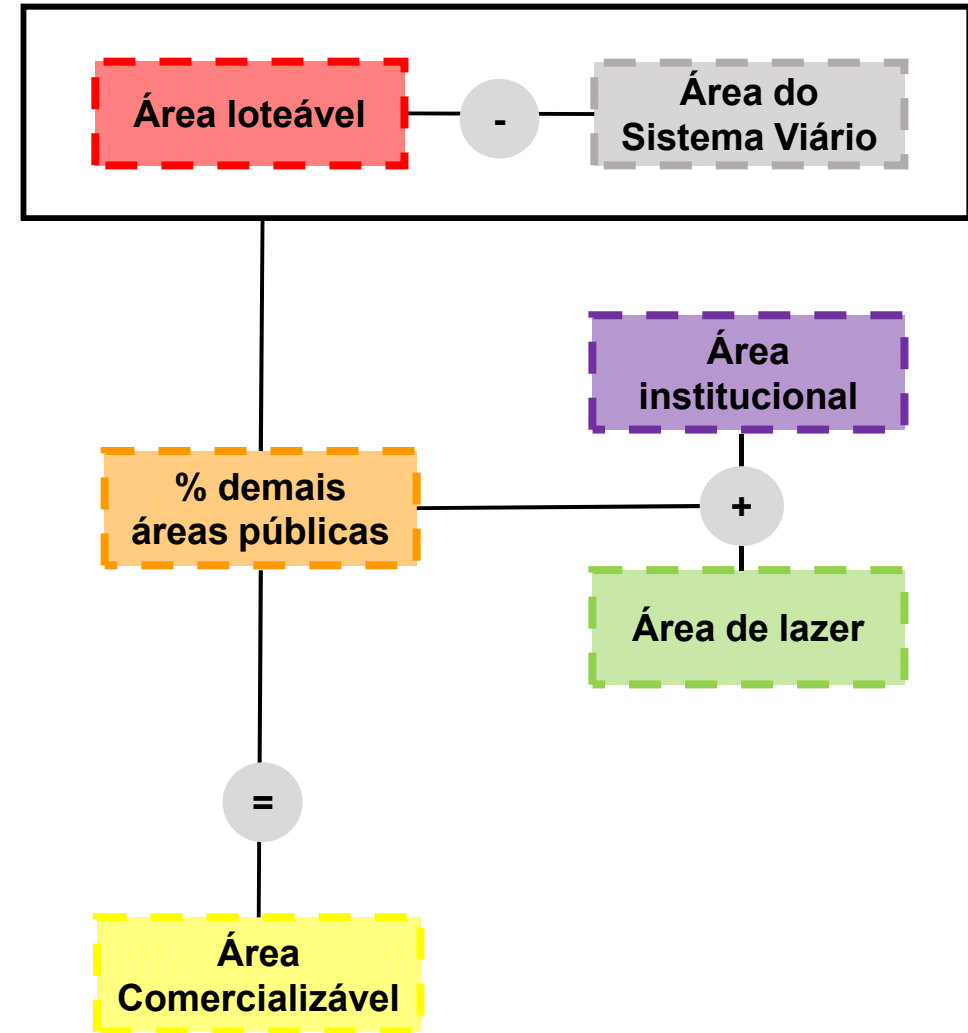 Área loteável
-
Área do
Sistema Viário
Área
institucional
% demais
áreas públicas
+
Área de lazer
=
Área
Comercializável